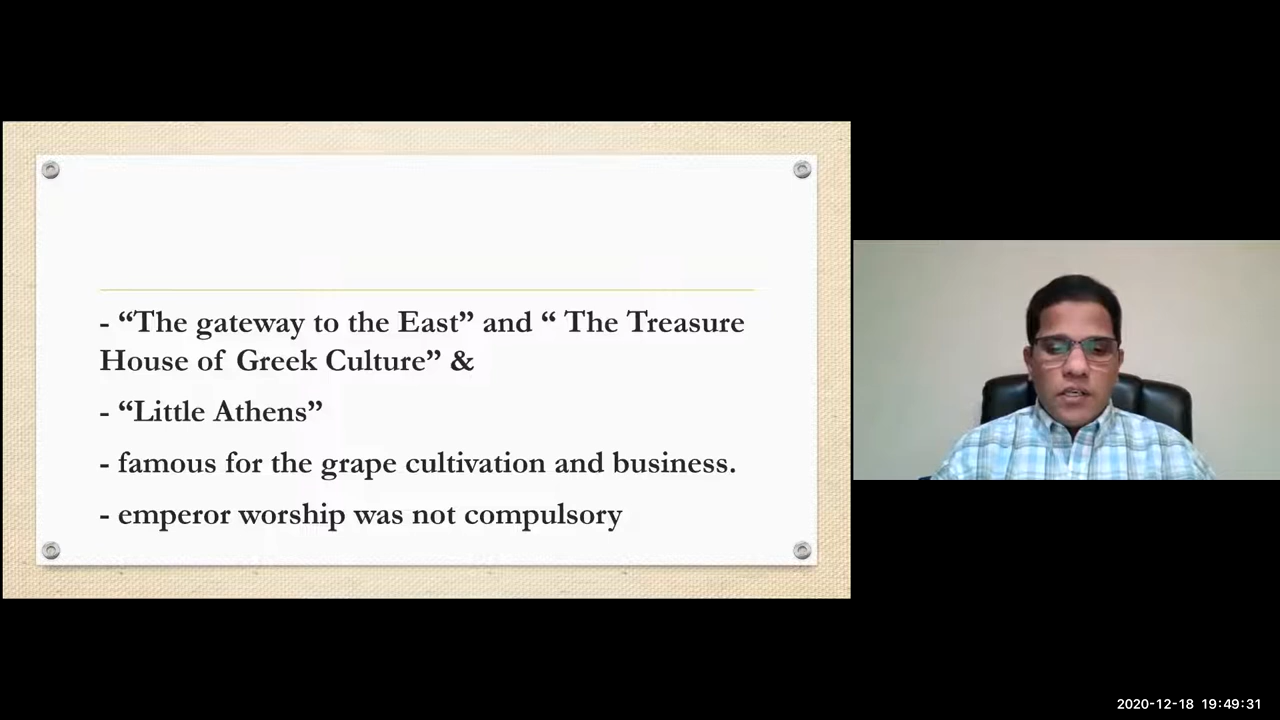 - “The gateway to the East” and “ The Treasure
House of Greek Culture” &
- “Little Athens”
- famous for the grape cultivation and business.
- emperor worship was not compulsory
2020-12-18 19:49:31